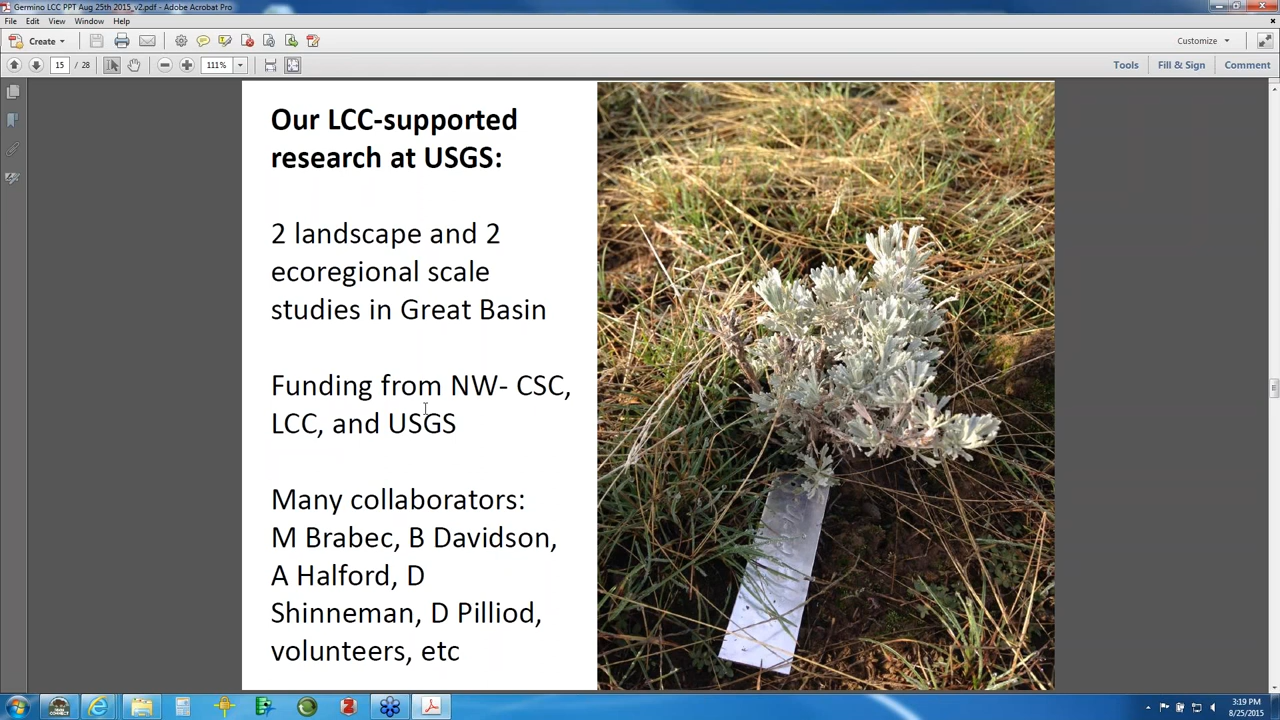 Germino LCC PPT Aug 25th 2015_v2.pdf - Adobe Acrobat Pro
File Edit View Window Help
Create
Customize
15 / 28
111%
Tools Fill & Sign Comment
Our LCC-supported
research at USGS:
2 landscape and 2
ecoregional scale
studies in Great Basin
Funding from NW- CSC,
LCC, and USGS
Many collaborators:
M Brabec, B Davidson,
A Halford, D
Shinneman, D Pilliod,
volunteers, etc
3:19 PM
8/25/2015